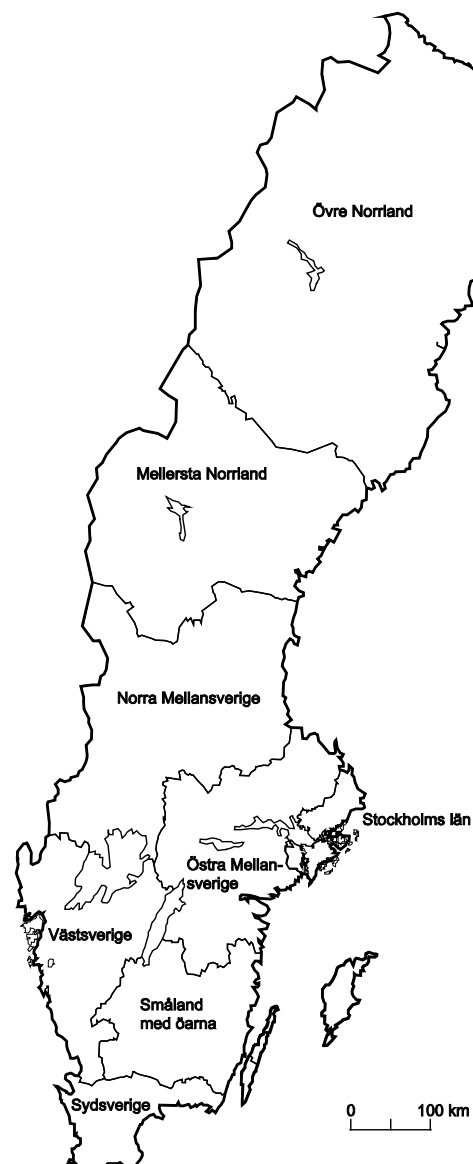 Övre Norrland
Mellersta Norrland
Norra Mellansverige
Stockholms län
Östra Mellan-
sverige
Västsverige
Småland
med öarna
Sydsverige
0 100 km